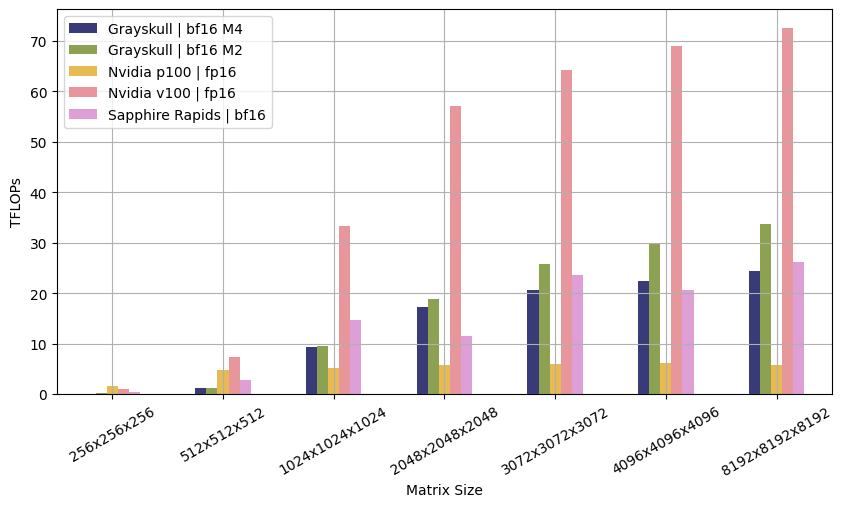 Grayskull | bf16 M4
Grayskull | bf16 M2
Nvidia p100 | fp16
Nvidia v100 | fp16
Sapphire Rapids | bf16
TFLOPs
70
60
50
40
30
20
10
0
256x256x256
512x512x512
1024x1024x1024
2048x2048x2048
3072x3072x3072
4096x4096x4096
8192x8192x8192
Matrix Size